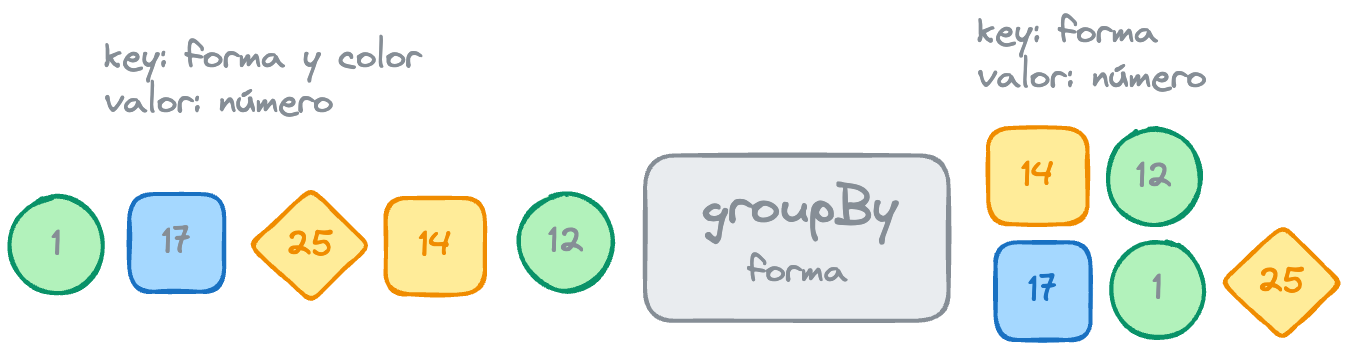 key: forma y color
valor: número
1 17 25 14 12
groupBy
forma
key: forma
valor: número
14 12
17 1 25